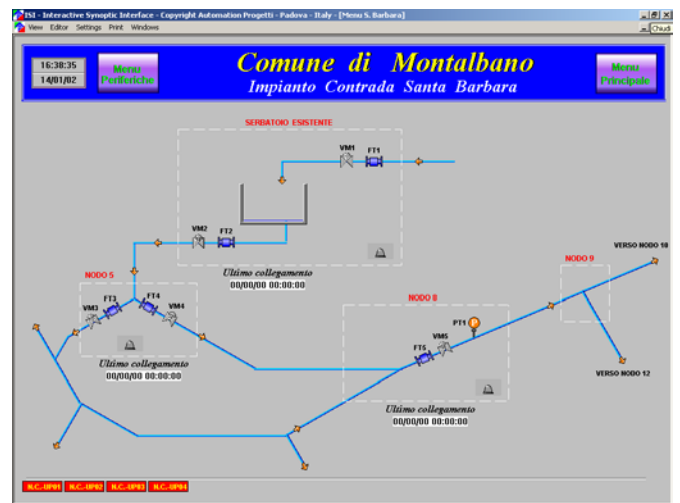 ISI - Interactive Synoptic Interface - Copyright Automation Progetti - Padova - Italy - [Menu S. Barbara]
View Editor Settings Print Windows
Chiudi
16:38:35
14/01/02
Menu
Periferiche
Comune di Montalbano
Impianto Contrada Santa Barbara
Menu
Principale
SERBATOIO ESISTENTE
VM1 FT1
VM2 FT2
Ultimo collegamento
00/00/00 00:00:00
VERSO NODO 10
NODO 9
NODO 5
FT3 FT4
VM3 VM4
NODO 8
PT1
P
VM5
FT5
VERSO NODO 12
Ultimo collegamento
00/00/00 00:00:00
Ultimo collegamento
00/00/00 00:00:00
N.C.-UP01 N.C.-UP02 N.C.-UP03 N.C.-UP04